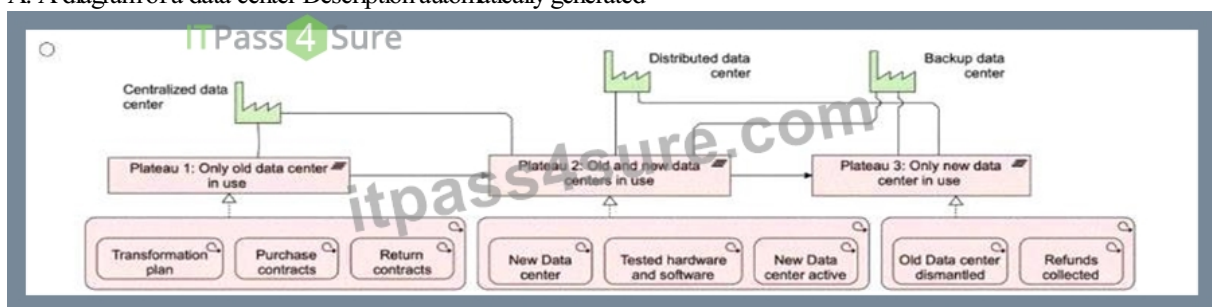 A. A diagram of a data center Description automatically generated
ITPass4Sure
Centralized data
center
Distributed data
center
Backup data
center
Plateau 1: Only old data center
in use
Plateau 2: Old and new data
centers in use
Plateau 3: Only new data
center in use
itpass4sure.com
Transformation
plan
Purchase
contracts
Return
contracts
New Data
center
Tested hardware
and software
New Data
center active
Old Data center
dismantled
Refunds
collected